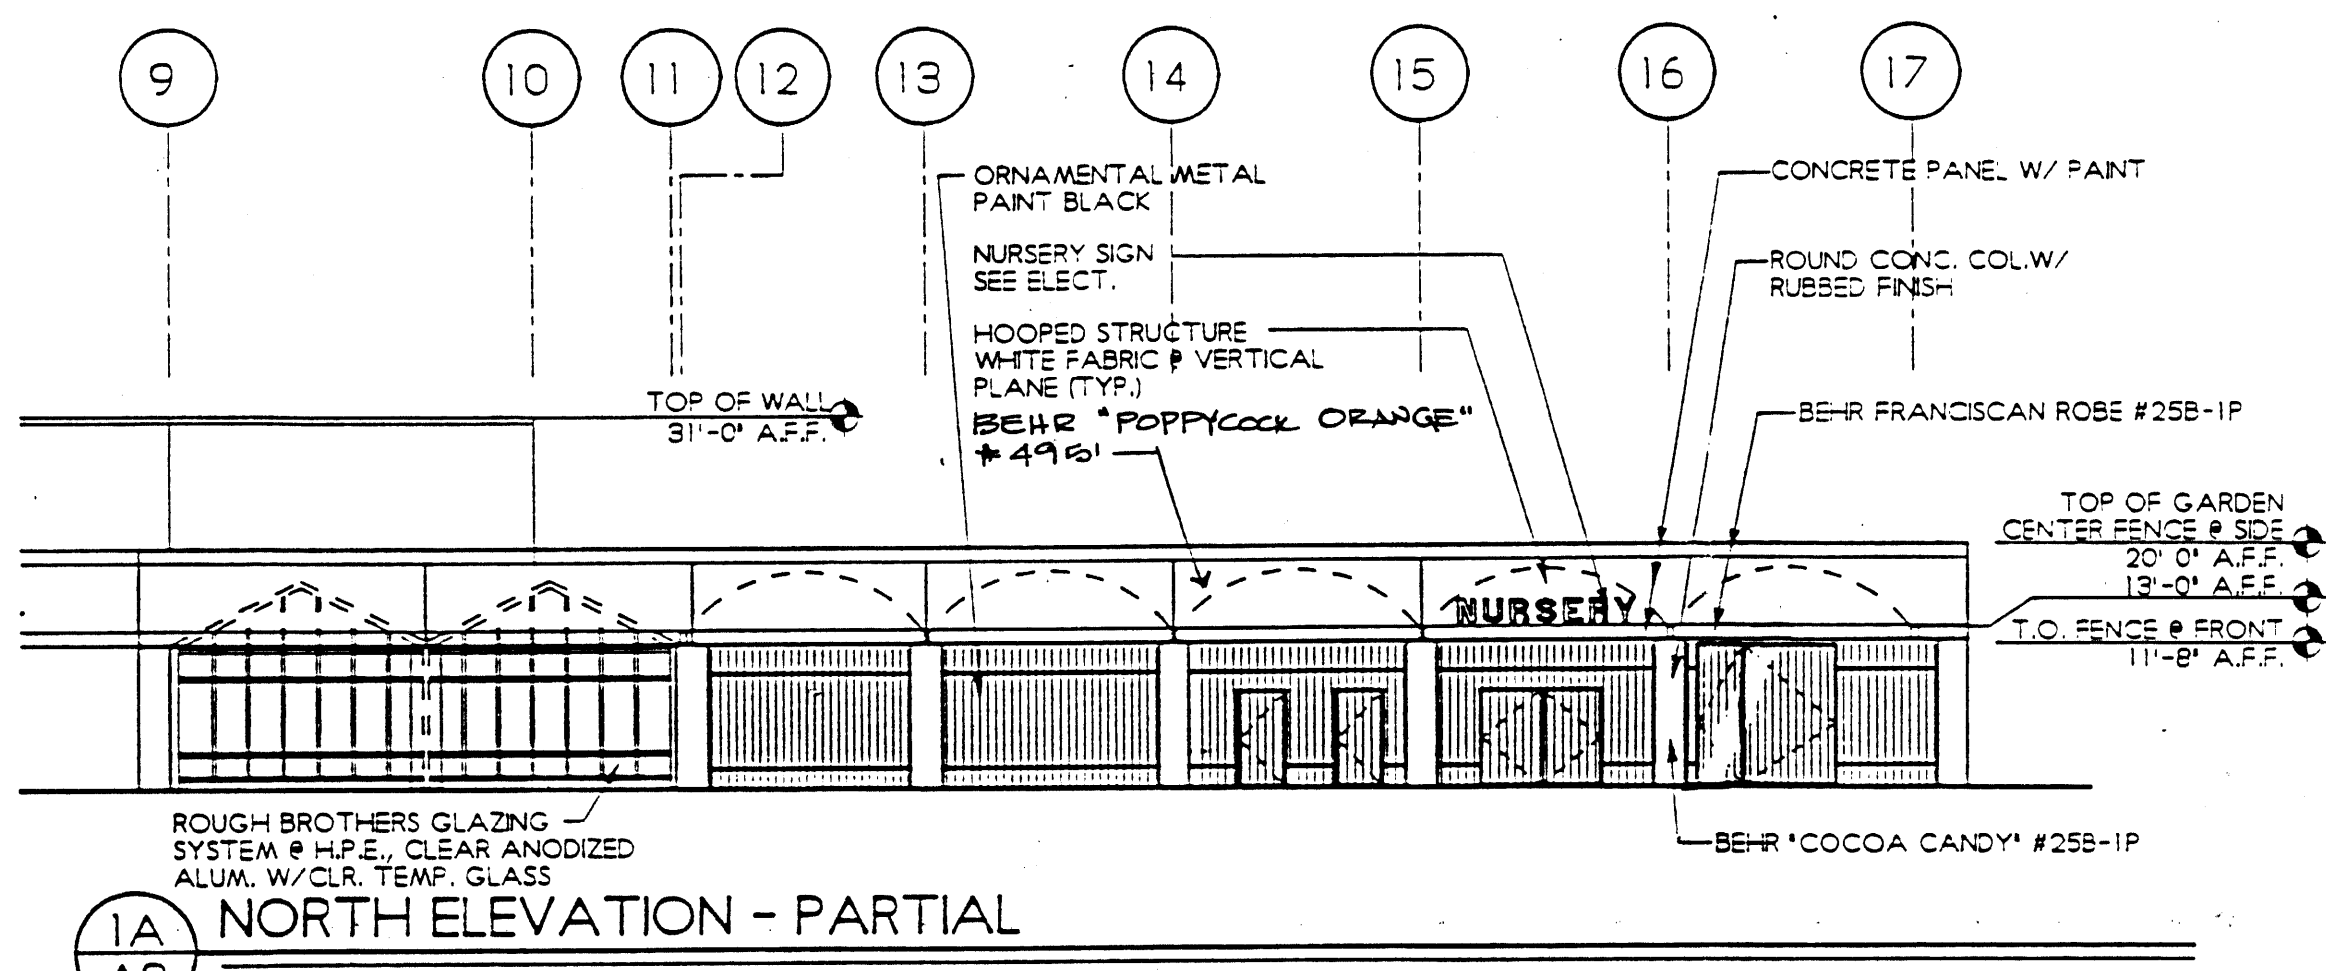 9 10 11 12 13 14 15 16 17
ORNAMENTAL METAL
PAINT BLACK
NURSERY SIGN
SEE ELECT.
HOOPED STRUCTURE
WHITE FABRIC @ VERTICAL
PLANE (TYP.)
BEHR "POPPYCOCK ORANGE"
CONCRETE PANEL W/ PAINT
ROUND CONC. COL.W/
RUBBED FINISH
TOP OF WALL
31'-0" A.F.F.
BEHR FRANCISCAN ROBE #25B-1P
TOP OF GARDEN
CENTER FENCE @ SIDE
20' 0" A.F.F.
13'-0" A.F.F.
T.O. FENCE @ FRONT
11'-8" A.F.F.
NURSERY
ROUGH BROTHERS GLAZING
SYSTEM @ H.P.E., CLEAR ANODIZED
ALUM. W/CLR. TEMP. GLASS
BEHR "COCOA CANDY" #25B-1P
1A
NORTH ELEVATION - PARTIAL